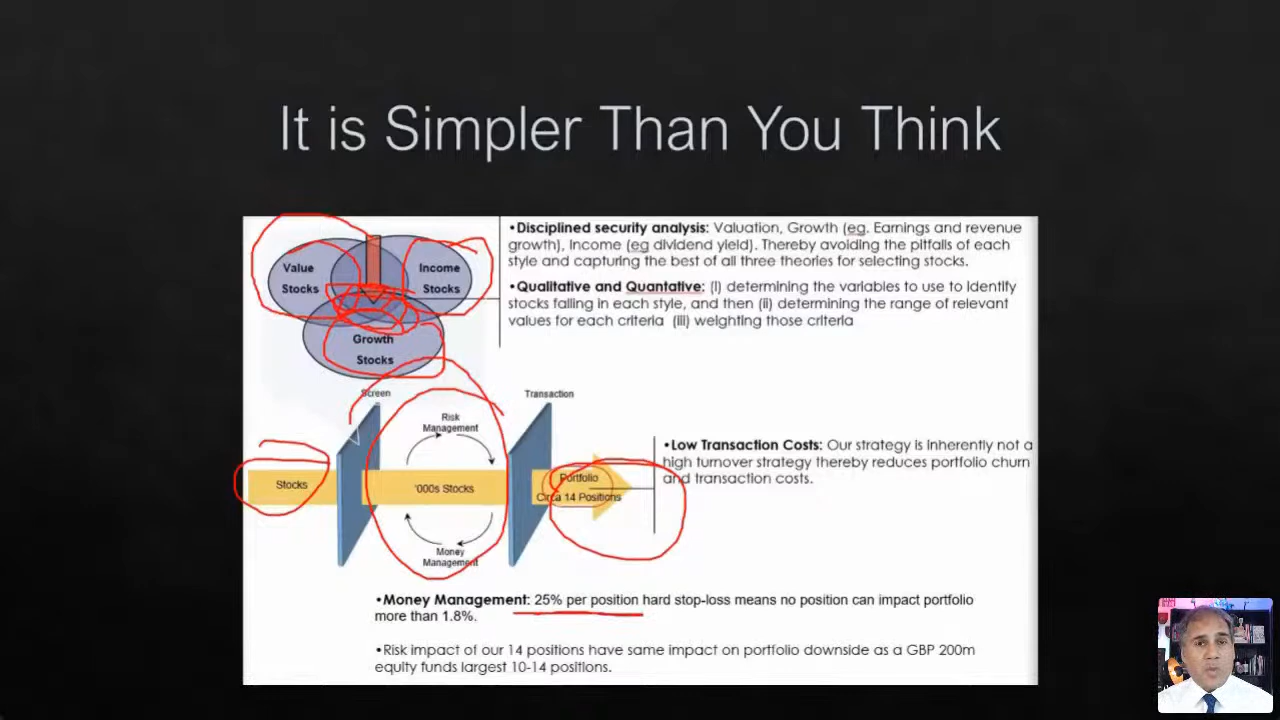 It is Simpler Than You Think
Value
Stocks
Income
Stocks
Growth
Stocks
•Disciplined security analysis: Valuation, Growth (eg. Earnings and revenue
growth), Income (eg dividend yield). Thereby avoiding the pitfalls of each
style and capturing the best of all three theories for selecting stocks.
•Qualitative and Quantative: (i) determining the variables to use to identify
stocks falling in each style, and then (ii) determining the range of relevant
values for each criteria (iii) weighting those criteria
Screen
Transaction
Risk
Management
Stocks
'000s Stocks
Portfolio
Circa 14 Positions
Money
Management
•Low Transaction Costs: Our strategy is inherently not a
high turnover strategy thereby reduces portfolio churn
and transaction costs.
•Money Management: 25% per position hard stop-loss means no position can impact portfolio
more than 1.8%.
•Risk impact of our 14 positions have same impact on portfolio downside as a GBP 200m
equity funds largest 10-14 positions.